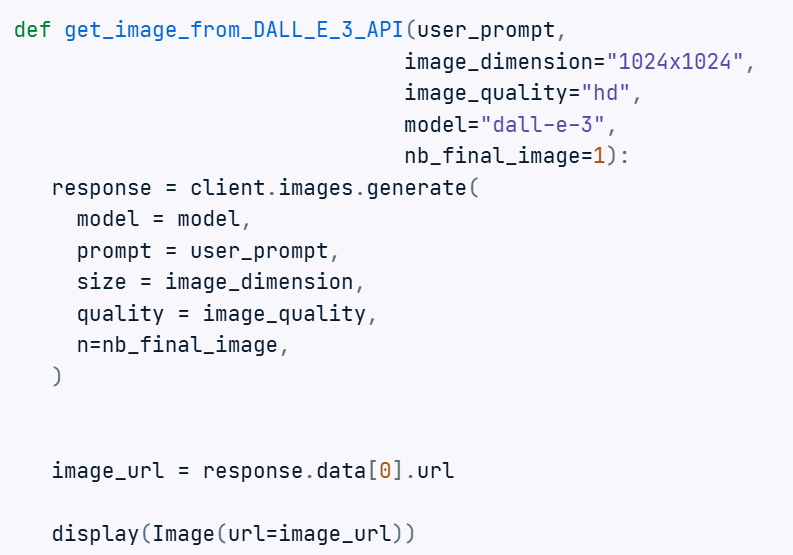 def get_image_from_DALL_E_3_API(user_prompt,
                               image_dimension="1024x1024",
                               image_quality="hd",
                               model="dall-e-3",
                               nb_final_image=1):
   response = client.images.generate(
     model = model,
     prompt = user_prompt,
     size = image_dimension,
     quality = image_quality,
     n=nb_final_image,
   )
   image_url = response.data[0].url
   display(Image(url=image_url))